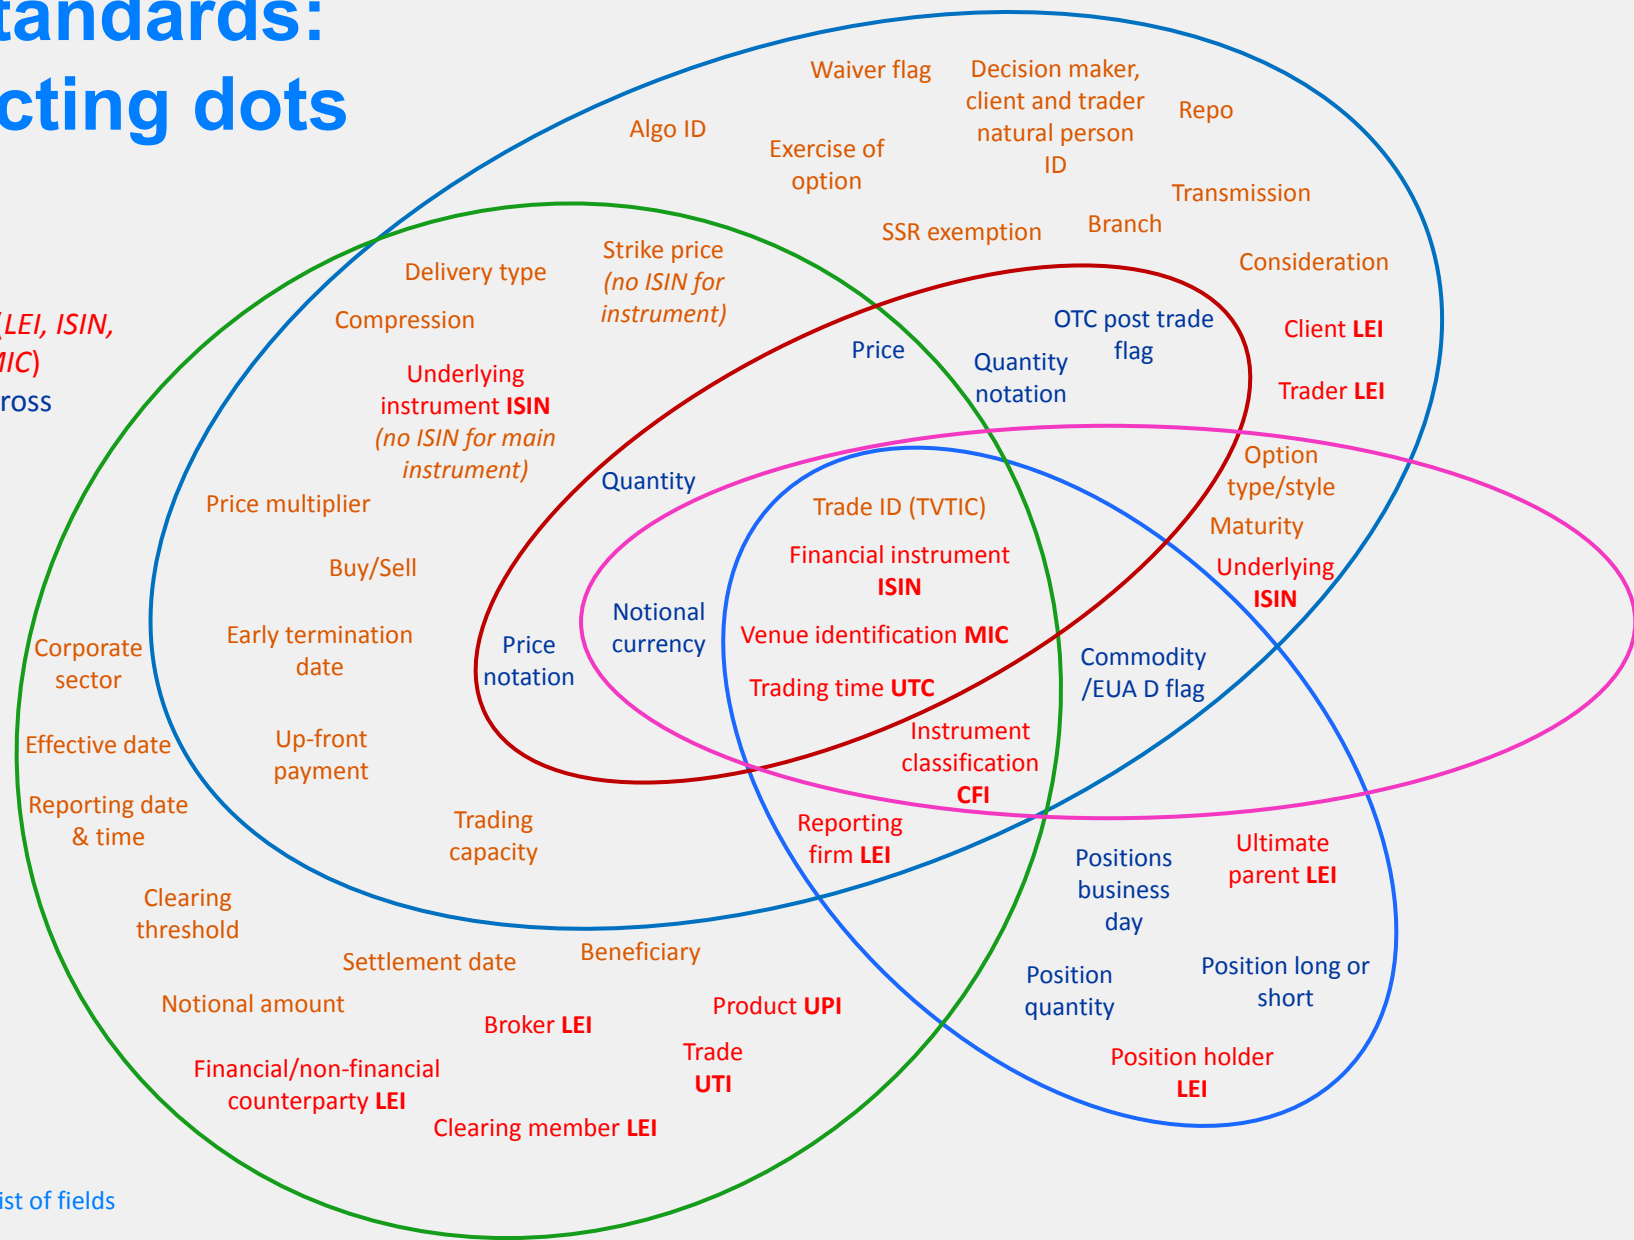 tandards:
cting dots
(LEI, ISIN,
MIC)
ross
Waiver flag
Decision maker,
client and trader
natural person
ID
Repo
Algo ID
Exercise of
option
Transmission
SSR exemption
Branch
Consideration
Delivery type
Strike price
(no ISIN for
instrument)
Compression
Price
Quantity
notation
OTC post trade
flag
Client LEI
Trader LEI
Underlying
instrument ISIN
(no ISIN for main
instrument)
Quantity
Price multiplier
Trade ID (TVTIC)
Option
type/style
Maturity
Financial instrument
ISIN
Underlying
ISIN
Buy/Sell
Notional
currency
Venue identification MIC
Early termination
date
Price
notation
Corporate
sector
Commodity
/EUA D flag
Trading time UTC
Effective date
Up-front
payment
Instrument
classification
CFI
Reporting date
& time
Trading
capacity
Reporting
firm LEI
Positions
business
day
Ultimate
parent LEI
Clearing
threshold
Settlement date
Beneficiary
Position
quantity
Position long or
short
Notional amount
Broker LEI
Product UPI
Trade
UTI
Financial/non-financial
counterparty LEI
Clearing member LEI
Position holder
LEI
ist of fields